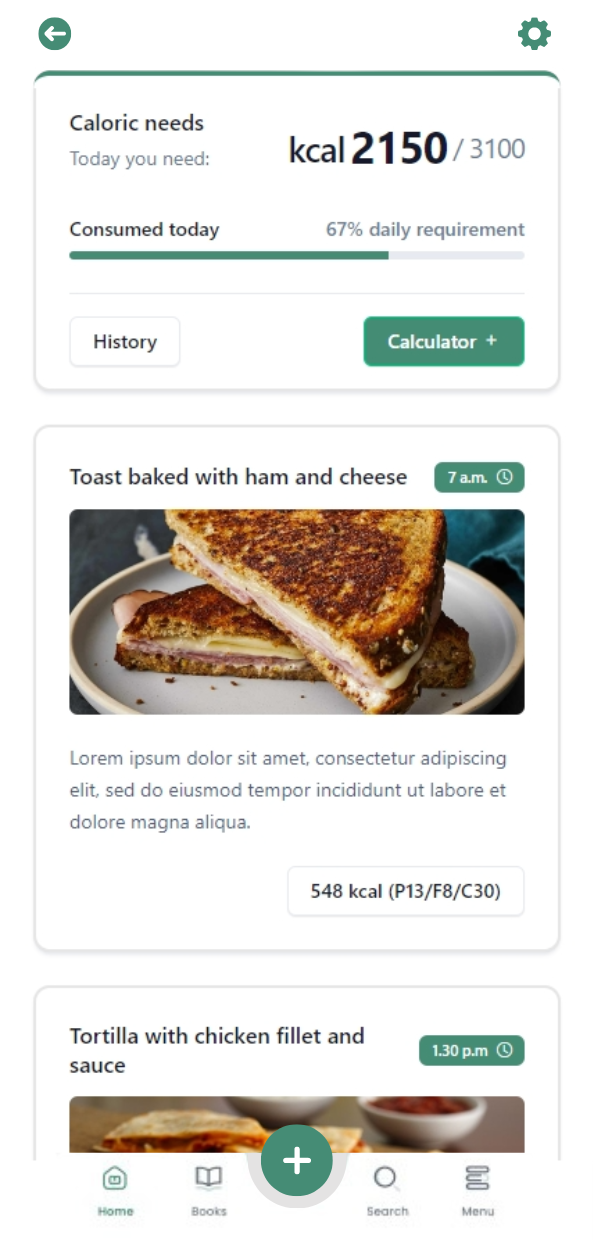 Caloric needs
Today you need:
kcal 2150 / 3100
Consumed today
67% daily requirement
History
Calculator +
Toast baked with ham and cheese
7 a.m.
Lorem ipsum dolor sit amet, consectetur adipiscing
elit, sed do eiusmod tempor incididunt ut labore et
dolore magna aliqua.
548 kcal (P13/F8/C30)
Tortilla with chicken fillet and
sauce
1.30 p.m
Home
Books
Search
Menu